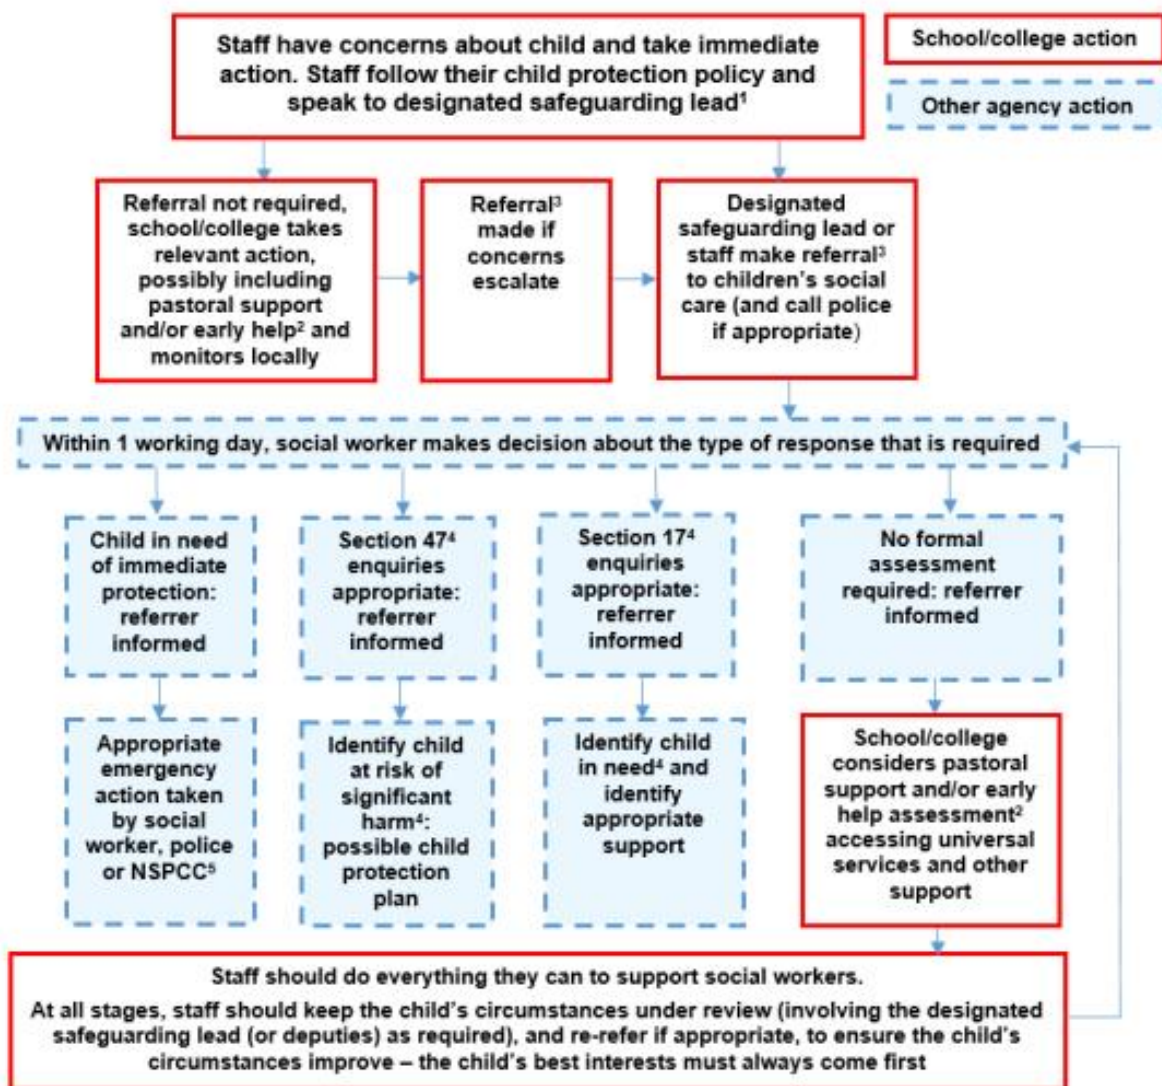 Staff have concerns about child and take immediate
action. Staff follow their child protection policy and
speak to designated safeguarding lead¹
School/college action
Other agency action
Referral not required,
school/college takes
relevant action,
possibly including
pastoral support
and/or early help² and
monitors locally
Referral³
made if
concerns
escalate
Designated
safeguarding lead or
staff make referral³
to children’s social
care (and call police
if appropriate)
Within 1 working day, social worker makes decision about the type of response that is required
Child in need
of immediate
protection:
referrer
informed
Section 47⁴
enquiries
appropriate:
referrer
informed
Section 17⁴
enquiries
appropriate:
referrer
informed
No formal
assessment
required: referrer
informed
Appropriate
emergency
action taken
by social
worker, police
or NSPCC⁵
Identify child
at risk of
significant
harm⁴:
possible child
protection
plan
Identify child
in need⁴ and
identify
appropriate
support
School/college
considers pastoral
support and/or early
help assessment²
accessing universal
services and other
support
Staff should do everything they can to support social workers.
At all stages, staff should keep the child’s circumstances under review (involving the designated
safeguarding lead (or deputies) as required), and re-refer if appropriate, to ensure the child’s
circumstances improve – the child’s best interests must always come first